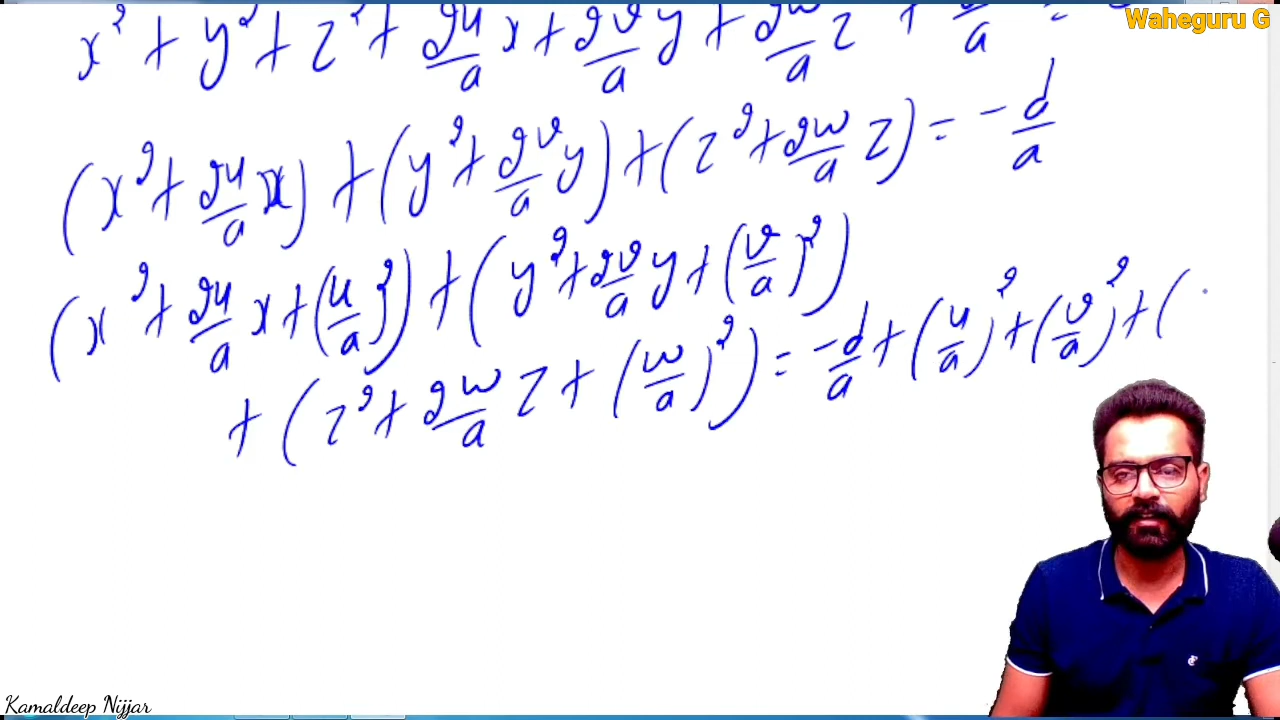 Waheguru G
x² + y² + z² + 2u/a x + 2v/a y + 2w/a z + /a =
(x² + 2u/a x) + (y² + 2v/a y) + (z² + 2w/a z) = -d/a
(x² + 2u/a x + (u/a)²) + (y² + 2v/a y + (v/a)²)
+ (z² + 2w/a z + (w/a)²) = -d/a + (u/a)² + (v/a)² + (
Kamaldeep Nijjar